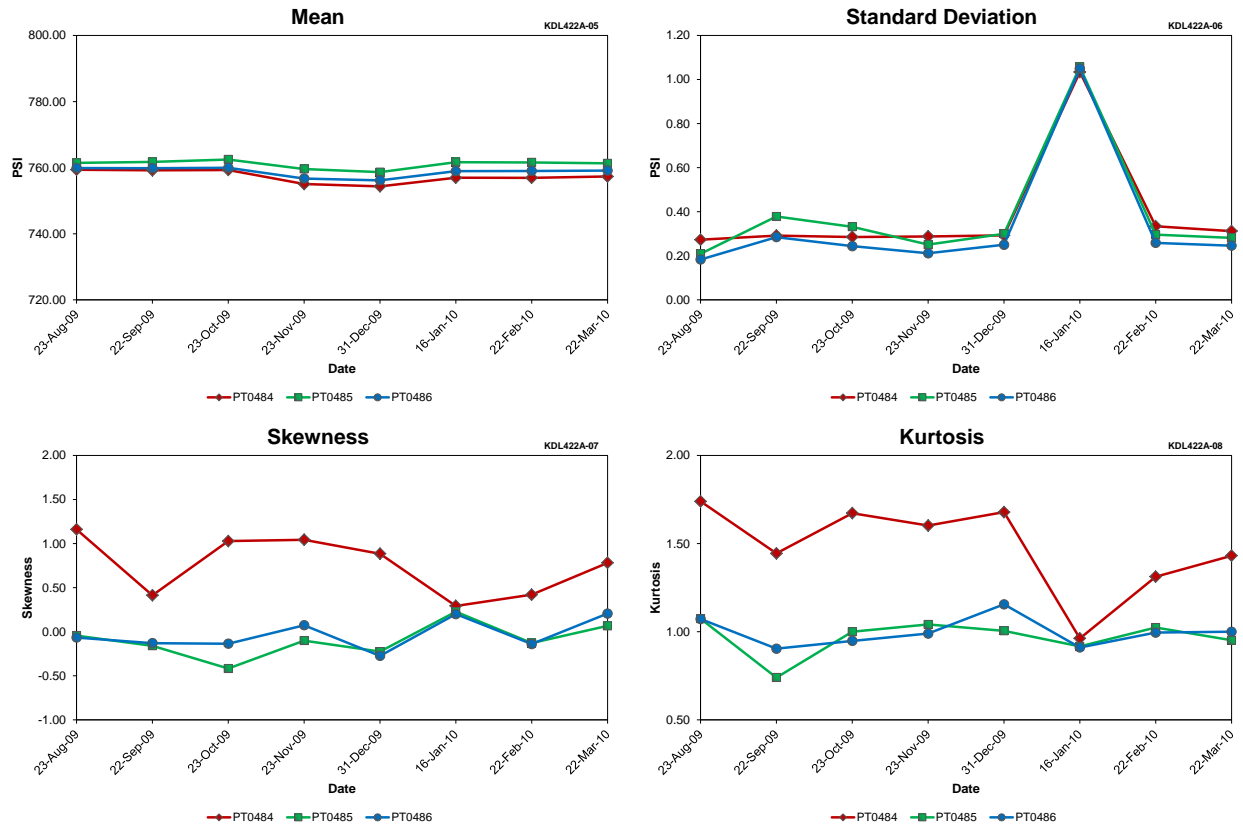 Mean
KDL422A-05
800.00
780.00
760.00
740.00
720.00
PSI
23-Aug-09
22-Sep-09
23-Oct-09
23-Nov-09
31-Dec-09
16-Jan-10
22-Feb-10
22-Mar-10
Date
PT0484 PT0485 PT0486
Standard Deviation
KDL422A-06
1.20
1.00
0.80
0.60
0.40
0.20
0.00
PSI
23-Aug-09
22-Sep-09
23-Oct-09
23-Nov-09
31-Dec-09
16-Jan-10
22-Feb-10
22-Mar-10
Date
PT0484 PT0485 PT0486
Skewness
KDL422A-07
2.00
1.50
1.00
0.50
0.00
-0.50
-1.00
Skewness
23-Aug-09
22-Sep-09
23-Oct-09
23-Nov-09
31-Dec-09
16-Jan-10
22-Feb-10
22-Mar-10
Date
PT0484 PT0485 PT0486
Kurtosis
KDL422A-08
2.00
1.50
1.00
0.50
Kurtosis
23-Aug-09
22-Sep-09
23-Oct-09
23-Nov-09
31-Dec-09
16-Jan-10
22-Feb-10
22-Mar-10
Date
PT0484 PT0485 PT0486